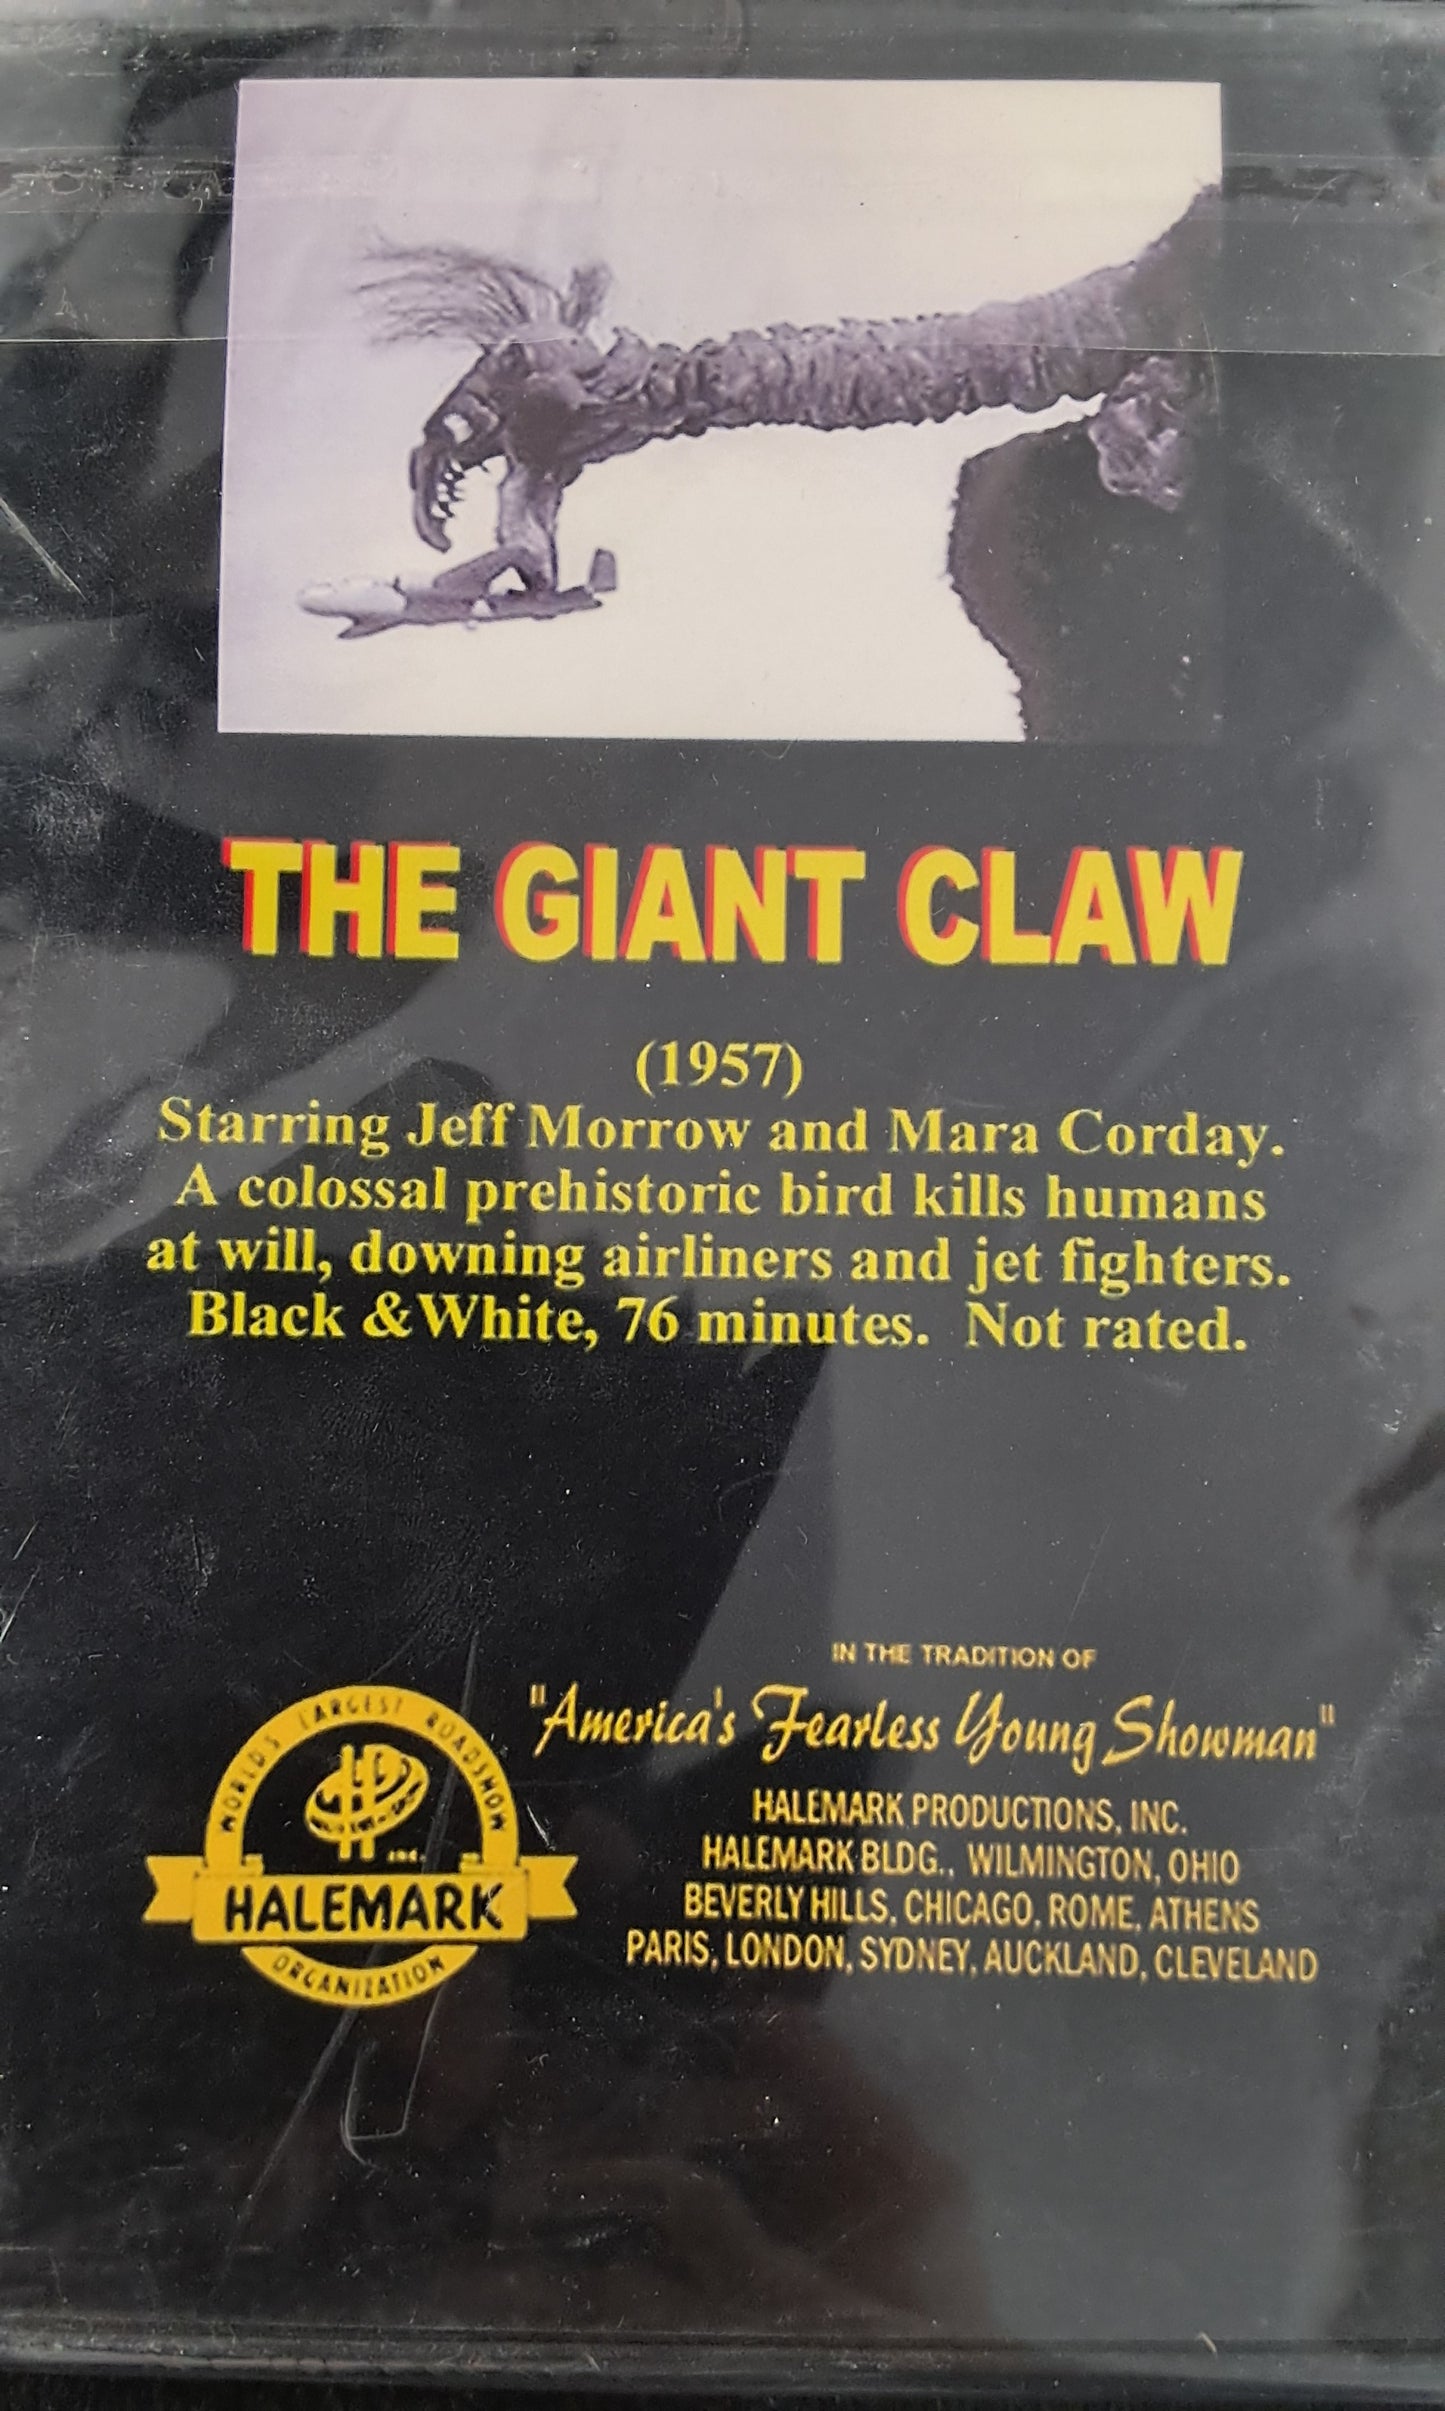 THE GIANT CLAW
(1957)
Starring Jeff Morrow and Mara Corday.
A colossal prehistoric bird kills humans
at will, downing airliners and jet fighters.
Black &White, 76 minutes.  Not rated.
IN THE TRADITION OF
"America's Fearless Young Showman"
HALEMARK PRODUCTIONS, INC.
HALEMARK BLDG., WILMINGTON, OHIO
BEVERLY HILLS, CHICAGO, ROME, ATHENS
PARIS, LONDON, SYDNEY, AUCKLAND, CLEVELAND
WORLD'S LARGEST ROADSHOW
INC.
HALEMARK
ORGANIZATION